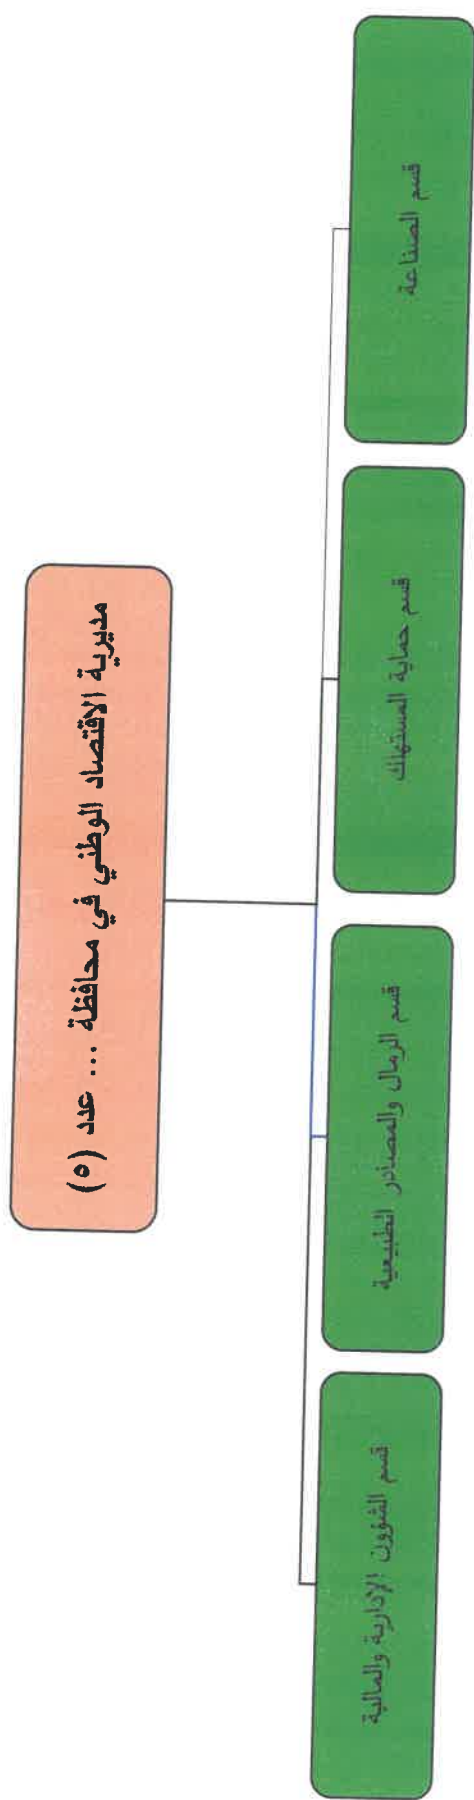 مديرية الاقتصاد الوطني في محافظة ... عدد (٥)
قسم الصناعة
قسم حماية المستهلك
قسم الرمال والمصادر الطبيعية
قسم الشؤون الإدارية والمالية